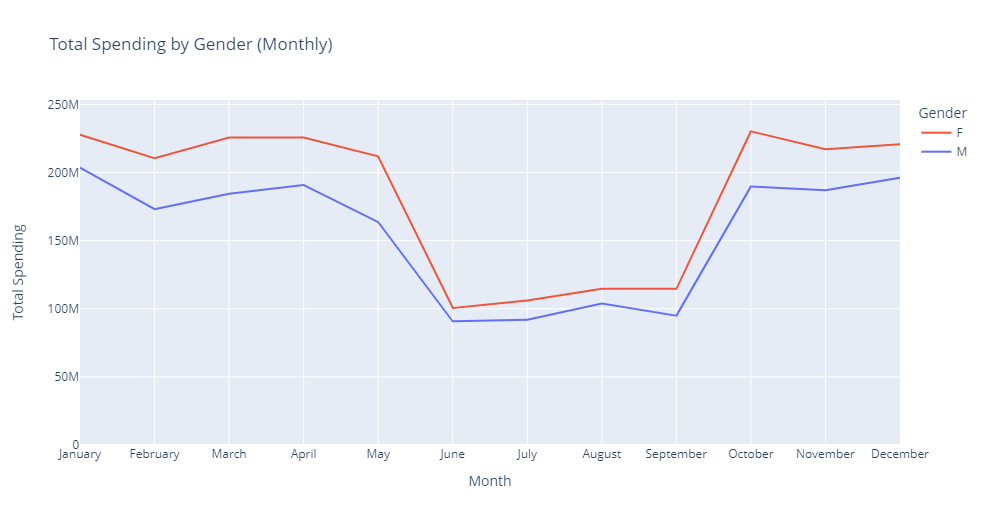 Total Spending by Gender (Monthly)
250M
200M
150M
100M
50M
0
Total Spending
January February March April May June July August September October November December
Month
Gender
F
M